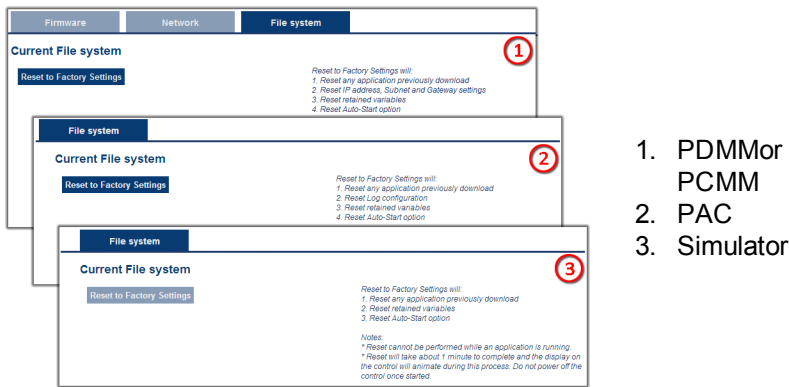 Firmware Network File system
Current File system
1
Reset to Factory Settings
Reset to Factory Settings will:
1. Reset any application previously download
2. Reset IP address, Subnet and Gateway settings
3. Reset retained variables
4. Reset Auto-Start option
File system
Current File system
2
Reset to Factory Settings
Reset to Factory Settings will:
1. Reset any application previously download
2. Reset Log configuration
3. Reset retained variables
4. Reset Auto-Start option
File system
Current File system
3
Reset to Factory Settings
Reset to Factory Settings will:
1. Reset any application previously download
2. Reset retained variables
3. Reset Auto-Start option
Notes:
* Reset cannot be performed while an application is running.
* Reset will take about 1 minute to complete and the display on
the control will animate during this process. Do not power off the
control once started.
1. PDMMor
PCMM
2. PAC
3. Simulator